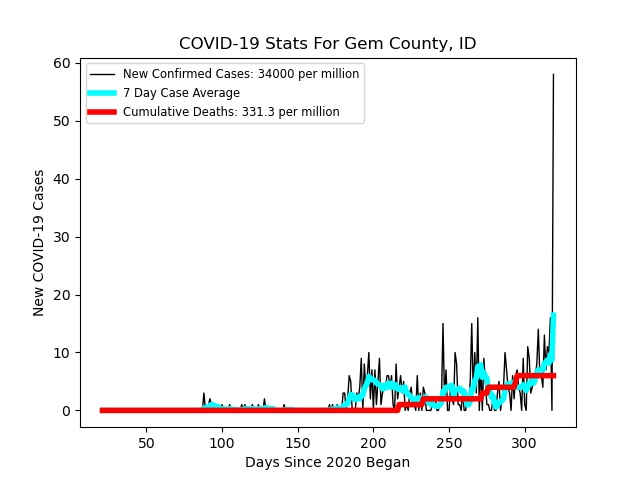 COVID-19 Stats For Gem County, ID
New Confirmed Cases: 34000 per million
7 Day Case Average
Cumulative Deaths: 331.3 per million
New COVID-19 Cases
60
50
40
30
20
10
0
50 100 150 200 250 300
Days Since 2020 Began